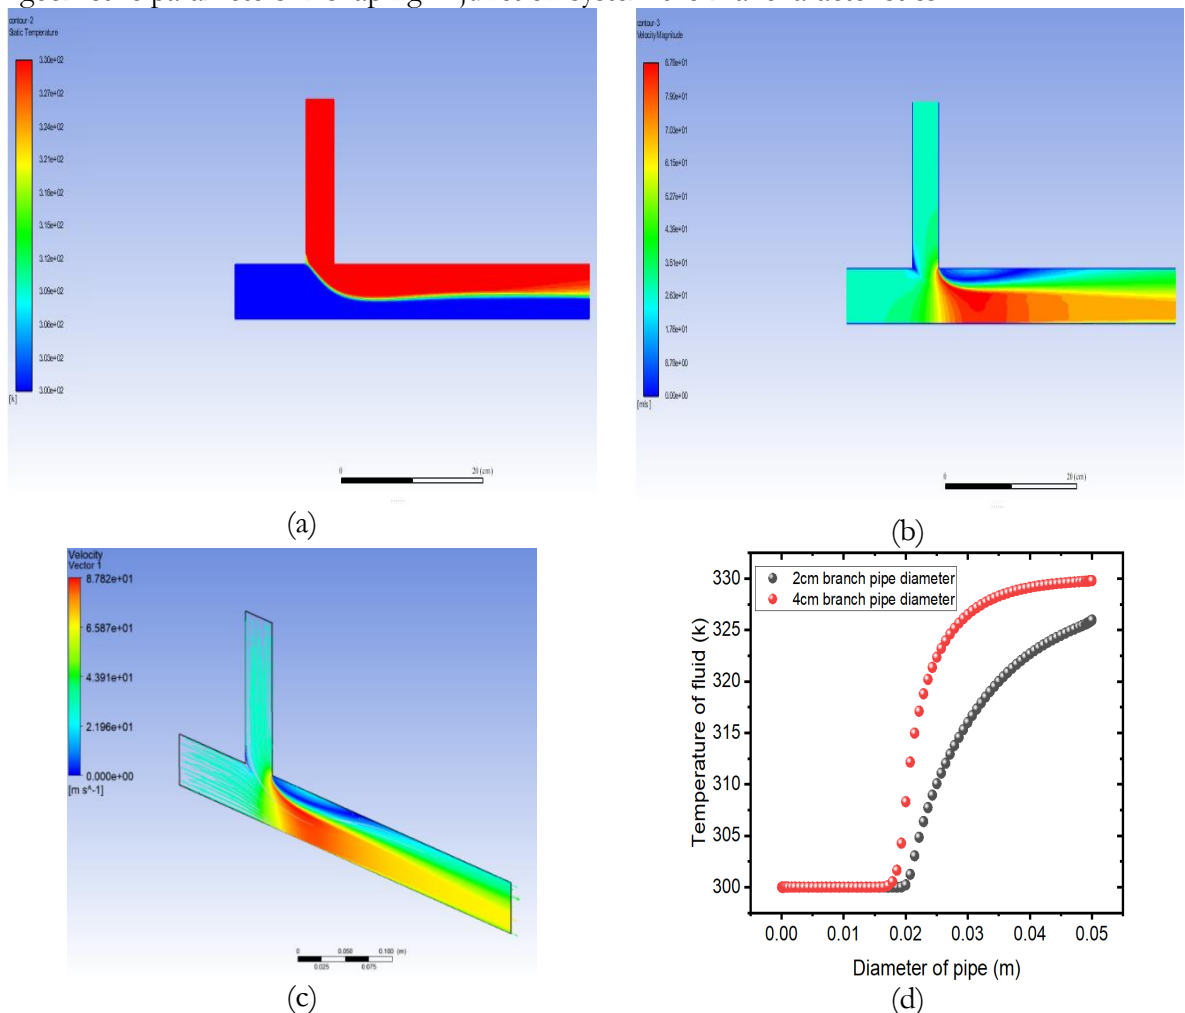 contour-2
Static Temperature
3.30e+02
3.27e+02
3.24e+02
3.21e+02
3.18e+02
3.15e+02
3.12e+02
3.09e+02
3.06e+02
3.03e+02
3.00e+02
[k]
0 20 (cm)
(a)
contour-3
Velocity Magnitude
8.78e+01
7.90e+01
7.03e+01
6.15e+01
5.27e+01
4.39e+01
3.51e+01
2.63e+01
1.76e+01
8.78e+00
0.00e+00
[m/s]
0 20 (cm)
(b)
Velocity
Vector 1
8.782e+01
6.587e+01
4.391e+01
2.196e+01
0.000e+00
[m s^-1]
0 0.050 0.100 (m)
0.025 0.075
(c)
2cm branch pipe diameter
4cm branch pipe diameter
Temperature of fluid (k)
330
325
320
315
310
305
300
0.00 0.01 0.02 0.03 0.04 0.05
Diameter of pipe (m)
(d)